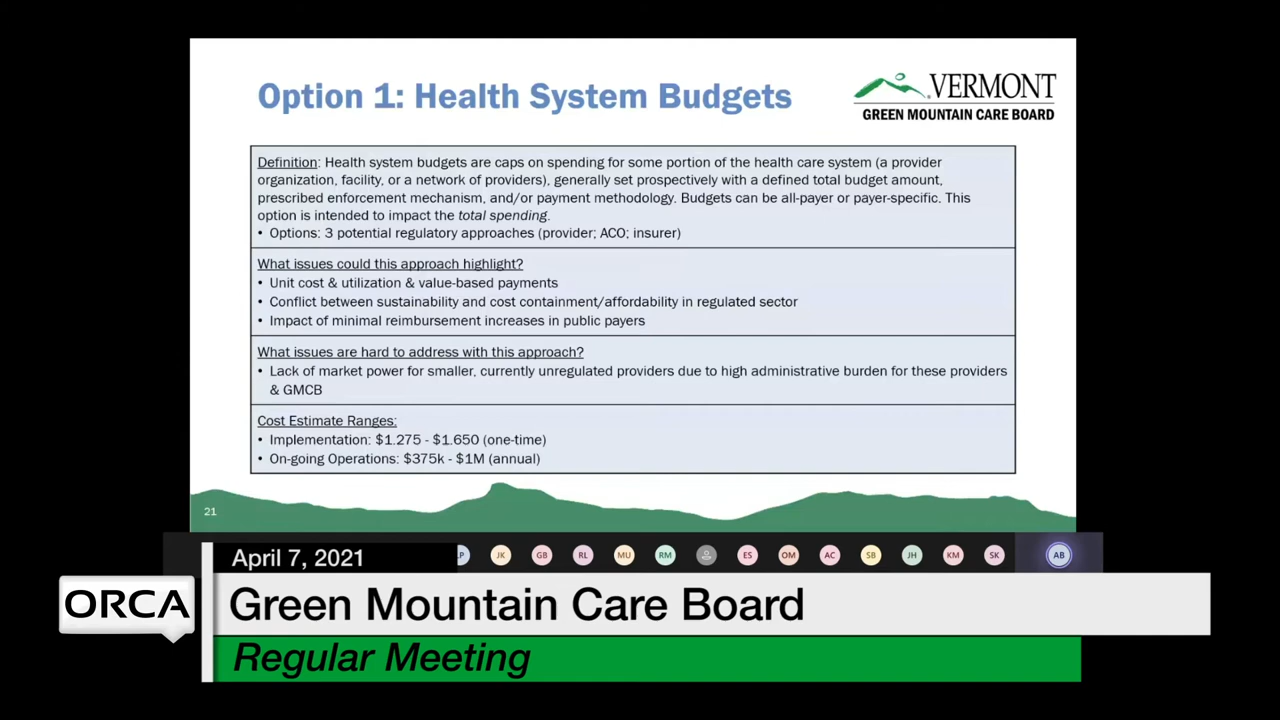 Option 1: Health System Budgets
VERMONT
GREEN MOUNTAIN CARE BOARD
Definition: Health system budgets are caps on spending for some portion of the health care system (a provider
organization, facility, or a network of providers), generally set prospectively with a defined total budget amount,
prescribed enforcement mechanism, and/or payment methodology. Budgets can be all-payer or payer-specific. This
option is intended to impact the total spending.
• Options: 3 potential regulatory approaches (provider; ACO; insurer)
What issues could this approach highlight?
• Unit cost & utilization & value-based payments
• Conflict between sustainability and cost containment/affordability in regulated sector
• Impact of minimal reimbursement increases in public payers
What issues are hard to address with this approach?
• Lack of market power for smaller, currently unregulated providers due to high administrative burden for these providers
& GMCB
Cost Estimate Ranges:
• Implementation: $1.275 - $1.650 (one-time)
• On-going Operations: $375k - $1M (annual)
21
JK GB RL MU RM ES OM AC SB JH KM SK AB
April 7, 2021
ORCA
Green Mountain Care Board
Regular Meeting